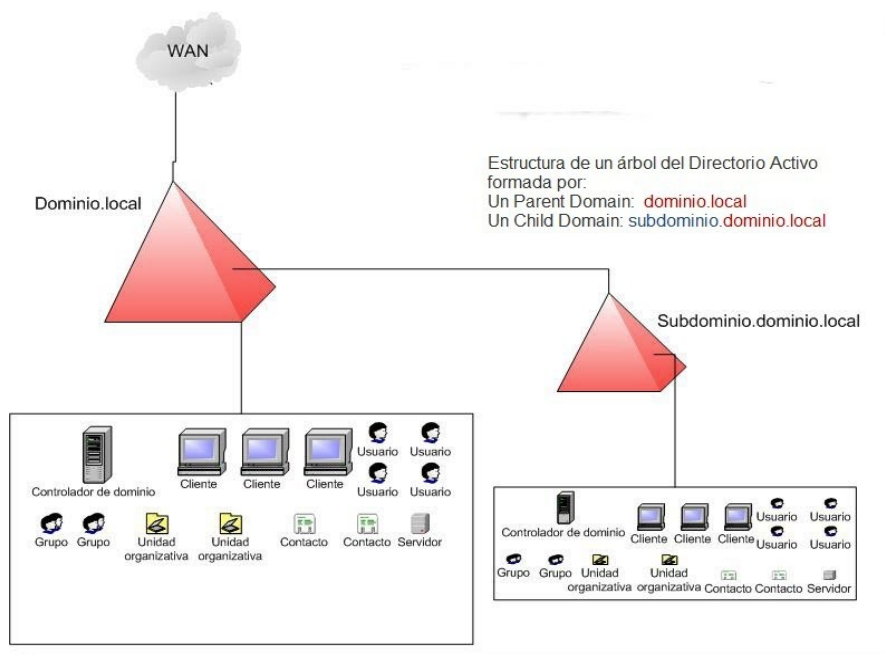 WAN
Estructura de un árbol del Directorio Activo
formada por:
Un Parent Domain: dominio.local
Un Child Domain: subdominio.dominio.local
Dominio.local
Subdominio.dominio.local
Controlador de dominio
Cliente
Cliente
Cliente
Usuario
Usuario
Usuario
Usuario
Grupo
Grupo
Unidad
organizativa
Unidad
organizativa
Contacto
Contacto
Servidor
Controlador de dominio
Cliente
Cliente
Cliente
Usuario
Usuario
Usuario
Usuario
Grupo
Grupo
Unidad
organizativa
Unidad
organizativa
Contacto
Contacto
Servidor